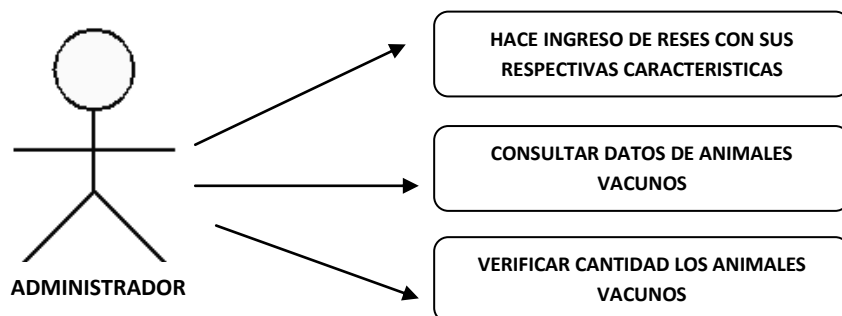 HACE INGRESO DE RESES CON SUS
RESPECTIVAS CARACTERISTICAS
CONSULTAR DATOS DE ANIMALES
VACUNOS
VERIFICAR CANTIDAD LOS ANIMALES
VACUNOS
ADMINISTRADOR